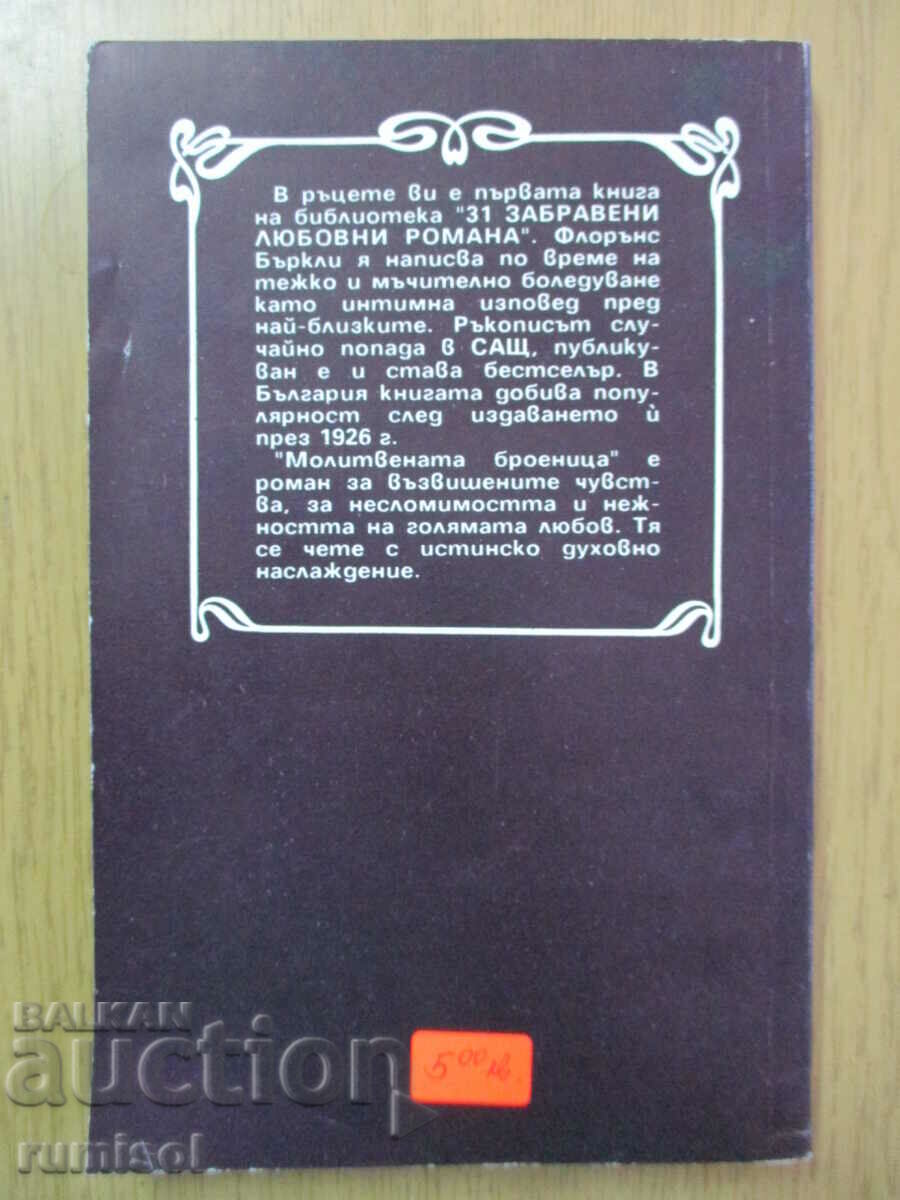 В ръцете ви е първата книга
на библиотека "31 ЗАБРАВЕНИ
ЛЮБОВНИ РОМАНА". Флорънс
Бъркли я написва по време на
тежко и мъчително боледуване
като интимна изповед пред
най-близките. Ръкописът слу-
чайно попада в САЩ, публику-
ван е и става бестселър. В
България книгата добива попу-
лярност след издаването ѝ
през 1926 г.
"Молитвената броеница" е
роман за възвишените чувст-
ва, за несломимостта и неж-
ността на голямата любов. Тя
се чете с истинско духовно
наслаждение.
BALKAN
auction
5 00 лв.
rumisol